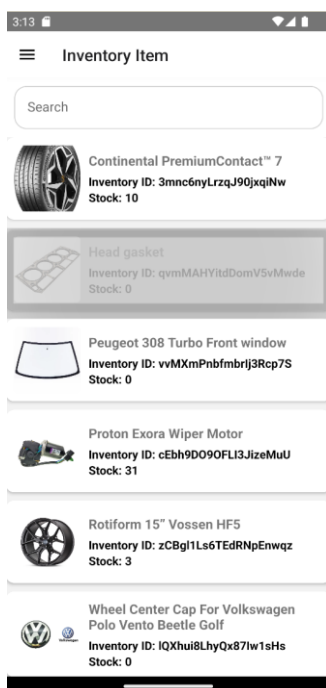 3:13
Inventory Item
Search
Continental PremiumContact™ 7
Inventory ID: 3mnc6nyLrzqJ90jxqiNw
Stock: 10
Head gasket
Inventory ID: qvmMAHYitdDomV5vMwde
Stock: 0
Peugeot 308 Turbo Front window
Inventory ID: vvMXmPnbfmbrIj3Rcp7S
Stock: 0
Proton Exora Wiper Motor
Inventory ID: cEbh9DO9OFLI3JizeMuU
Stock: 31
Rotiform 15” Vossen HF5
Inventory ID: zCBgl1Ls6TEdRNpEnwqz
Stock: 3
Wheel Center Cap For Volkswagen
Polo Vento Beetle Golf
Inventory ID: lQXhui8LhyQx87Iw1sHs
Stock: 0